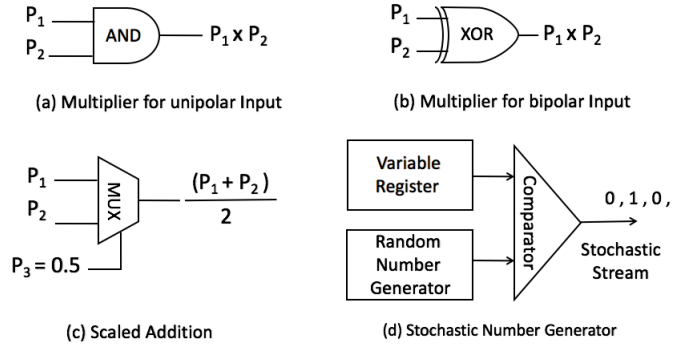 P1
P2
AND
P1 x P2
(a) Multiplier for unipolar Input
P1
P2
XOR
P1 x P2
(b) Multiplier for bipolar Input
P1
P2
MUX
(P1 + P2)
2
P3 = 0.5
(c) Scaled Addition
Variable
Register
Random
Number
Generator
Comparator
0,1,0,
Stochastic
Stream
(d) Stochastic Number Generator